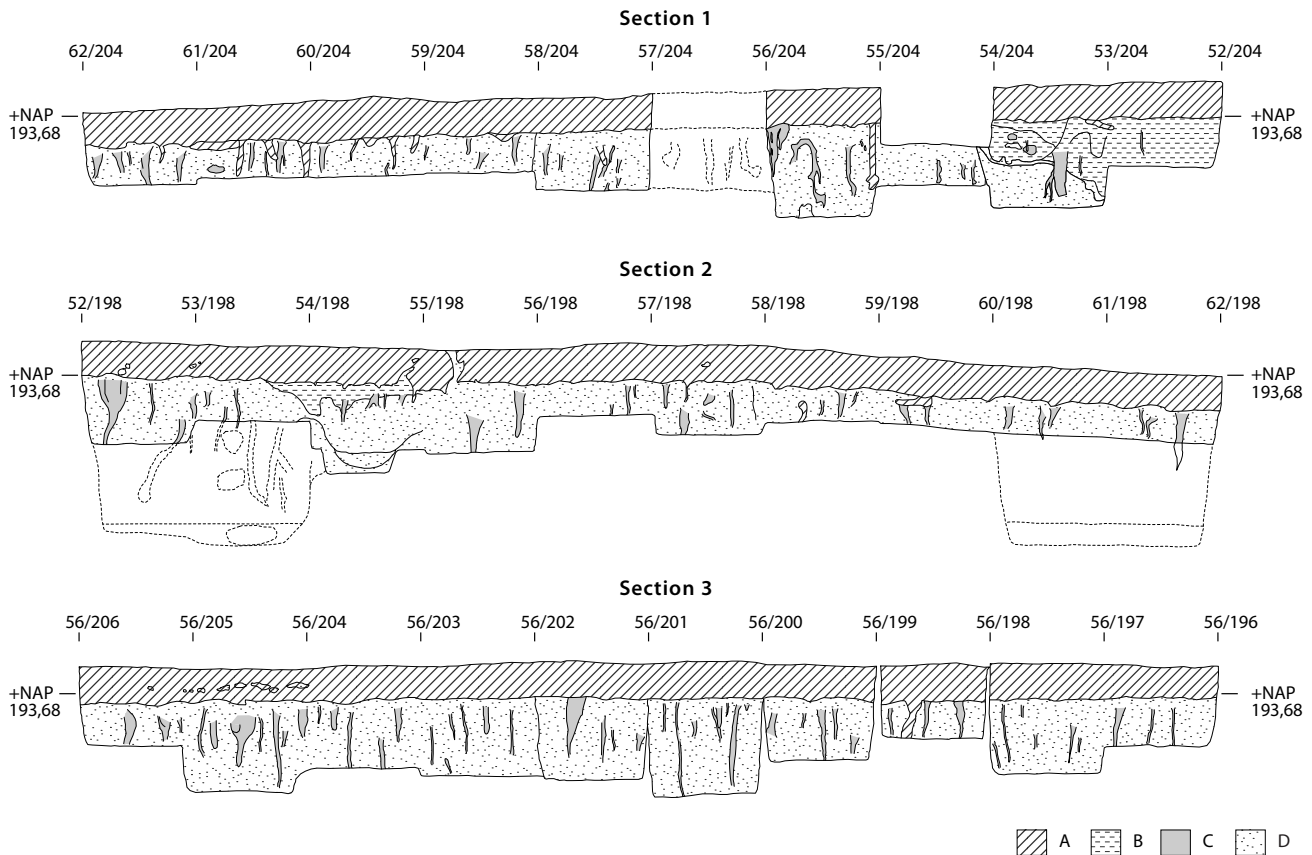 Section 1
62/204 61/204 60/204 59/204 58/204 57/204 56/204 55/204 54/204 53/204 52/204
+NAP +NAP
193,68 193,68
Section 2
52/198 53/198 54/198 55/198 56/198 57/198 58/198 59/198 60/198 61/198 62/198
+NAP +NAP
193,68 193,68
Section 3
56/206 56/205 56/204 56/203 56/202 56/201 56/200 56/199 56/198 56/197 56/196
+NAP +NAP
193,68 193,68
A B C D